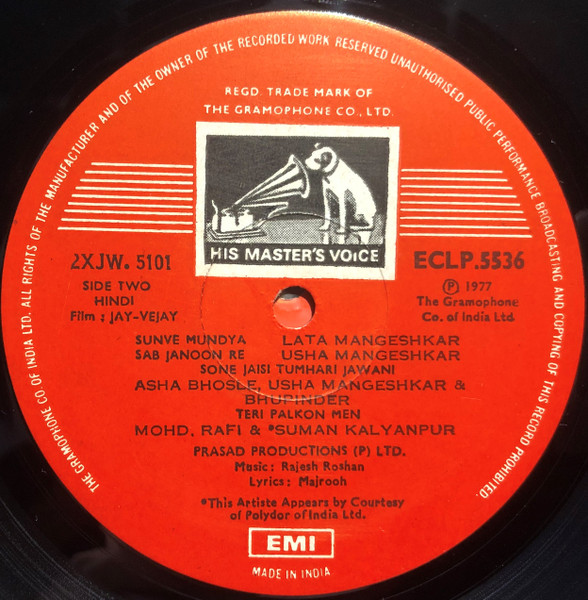 THE GRAMOPHONE CO OF INDIA LTD. ALL RIGHTS OF THE MANUFACTURER AND OF THE OWNER OF THE RECORDED WORK RESERVED UNAUTHORISED PUBLIC PERFORMANCE BROADCASTING AND COPYING OF THIS RECORD PROHIBITED.
REGD. TRADE MARK OF
THE GRAMOPHONE CO., LTD.
HIS MASTER'S VOICE
2XJW. 5101
SIDE TWO
HINDI
Film : JAY-VEJAY
ECLP.5536
Ⓟ 1977
The Gramophone
Co. of India Ltd.
SUNVE MUNDYA LATA MANGESHKAR
SAB JANOON RE USHA MANGESHKAR
SONE JAISI TUMHARI JAWANI
ASHA BHOSLE, USHA MANGESHKAR &
BHUPINDER
TERI PALKON MEN
MOHD. RAFI & *SUMAN KALYANPUR
PRASAD PRODUCTIONS (P) LTD.
Music: Rajesh Roshan
Lyrics: Majrooh
*This Artiste Appears by Courtesy
of Polydor of India Ltd.
EMI
MADE IN INDIA